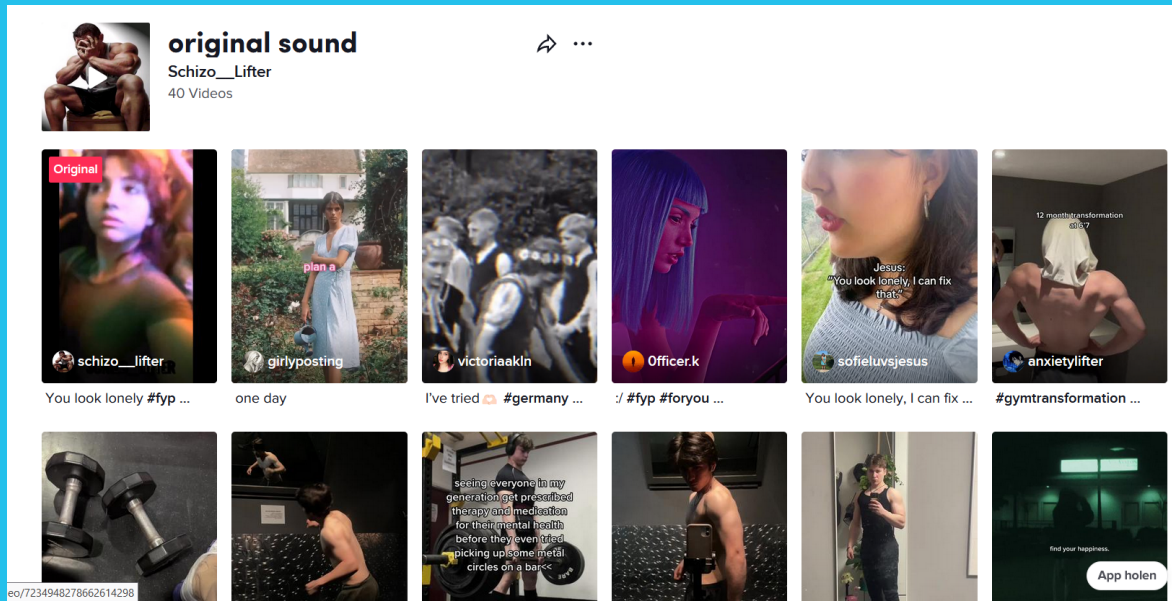 original sound
Schizo__Lifter
40 Videos
Original
schizo__lifter
You look lonely #fyp ...
plan a
girlyposting
one day
victoriaakln
I've tried🫶🏻 #germany ...
0fficer.k
:/ #fyp #foryou ...
Jesus:
"You look lonely, I can fix
that."
sofieluvsjesus
You look lonely, I can fix ...
12 month transformation
at 6'7
anxietylifter
#gymtransformation ...
seeing everyone in my
generation get prescribed
therapy and medication
for their mental health
before they even tried
picking up some metal
circles on a bar<<
find your happiness.
App holen
eo/7234948278662614298